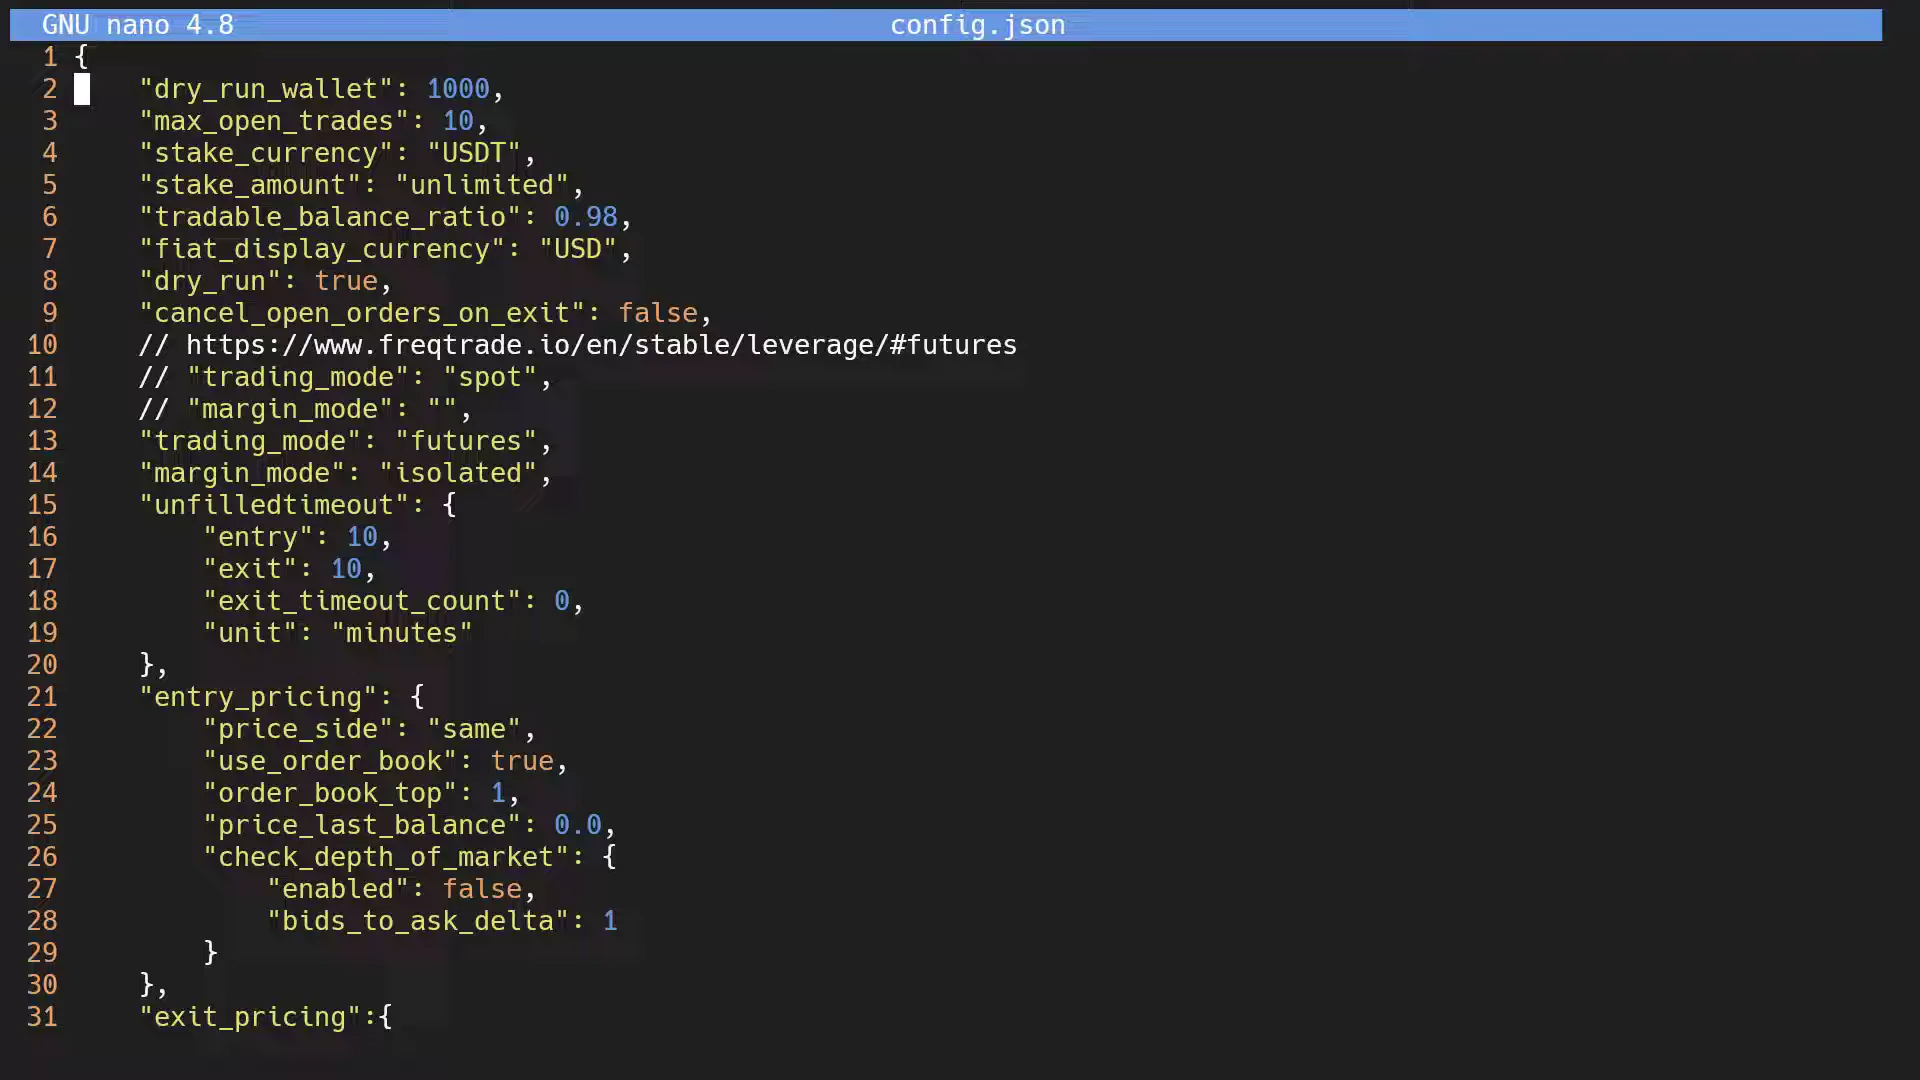 GNU nano 4.8 config.json
1 {
2 "dry_run_wallet": 1000,
3 "max_open_trades": 10,
4 "stake_currency": "USDT",
5 "stake_amount": "unlimited",
6 "tradable_balance_ratio": 0.98,
7 "fiat_display_currency": "USD",
8 "dry_run": true,
9 "cancel_open_orders_on_exit": false,
10 // https://www.freqtrade.io/en/stable/leverage/#futures
11 // "trading_mode": "spot",
12 // "margin_mode": "",
13 "trading_mode": "futures",
14 "margin_mode": "isolated",
15 "unfilledtimeout": {
16 "entry": 10,
17 "exit": 10,
18 "exit_timeout_count": 0,
19 "unit": "minutes"
20 },
21 "entry_pricing": {
22 "price_side": "same",
23 "use_order_book": true,
24 "order_book_top": 1,
25 "price_last_balance": 0.0,
26 "check_depth_of_market": {
27 "enabled": false,
28 "bids_to_ask_delta": 1
29 }
30 },
31 "exit_pricing":{